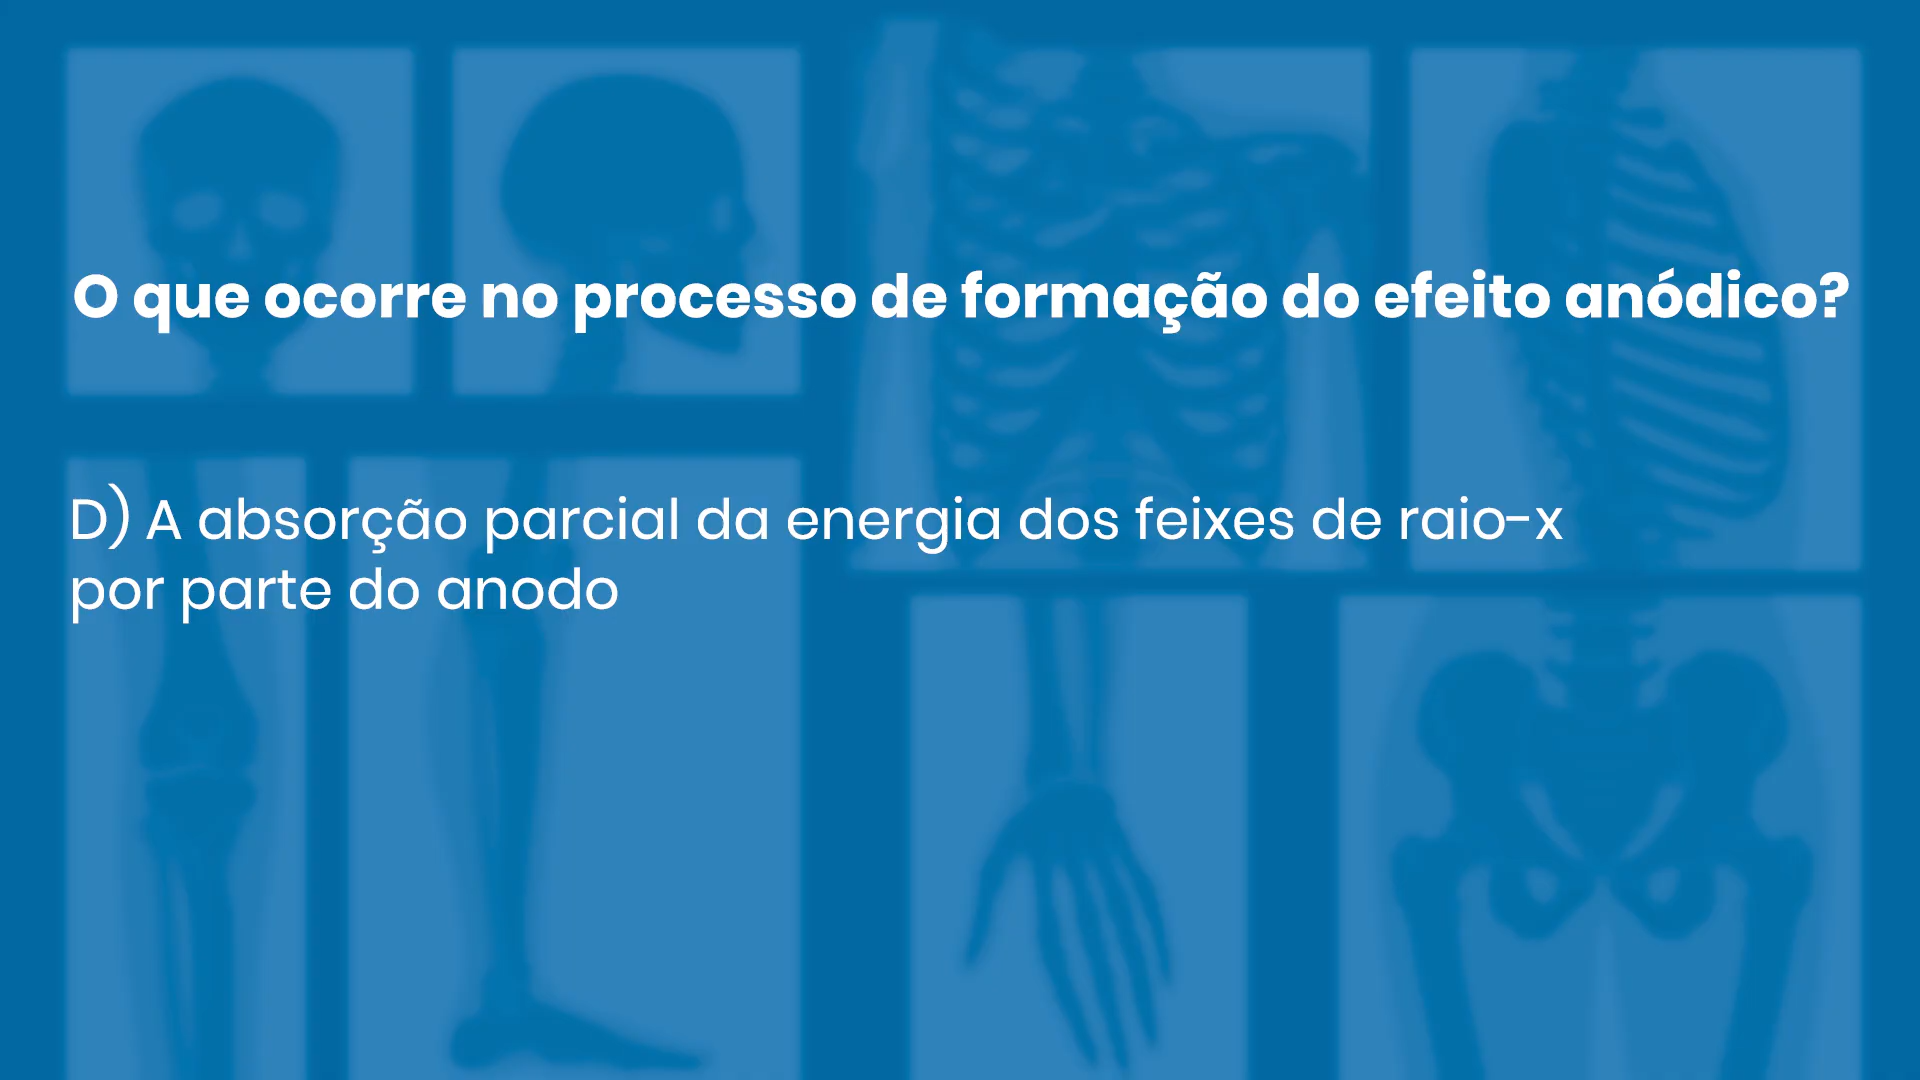 O que ocorre no processo de formação do efeito anódico?
D) A absorção parcial da energia dos feixes de raio-x
por parte do anodo